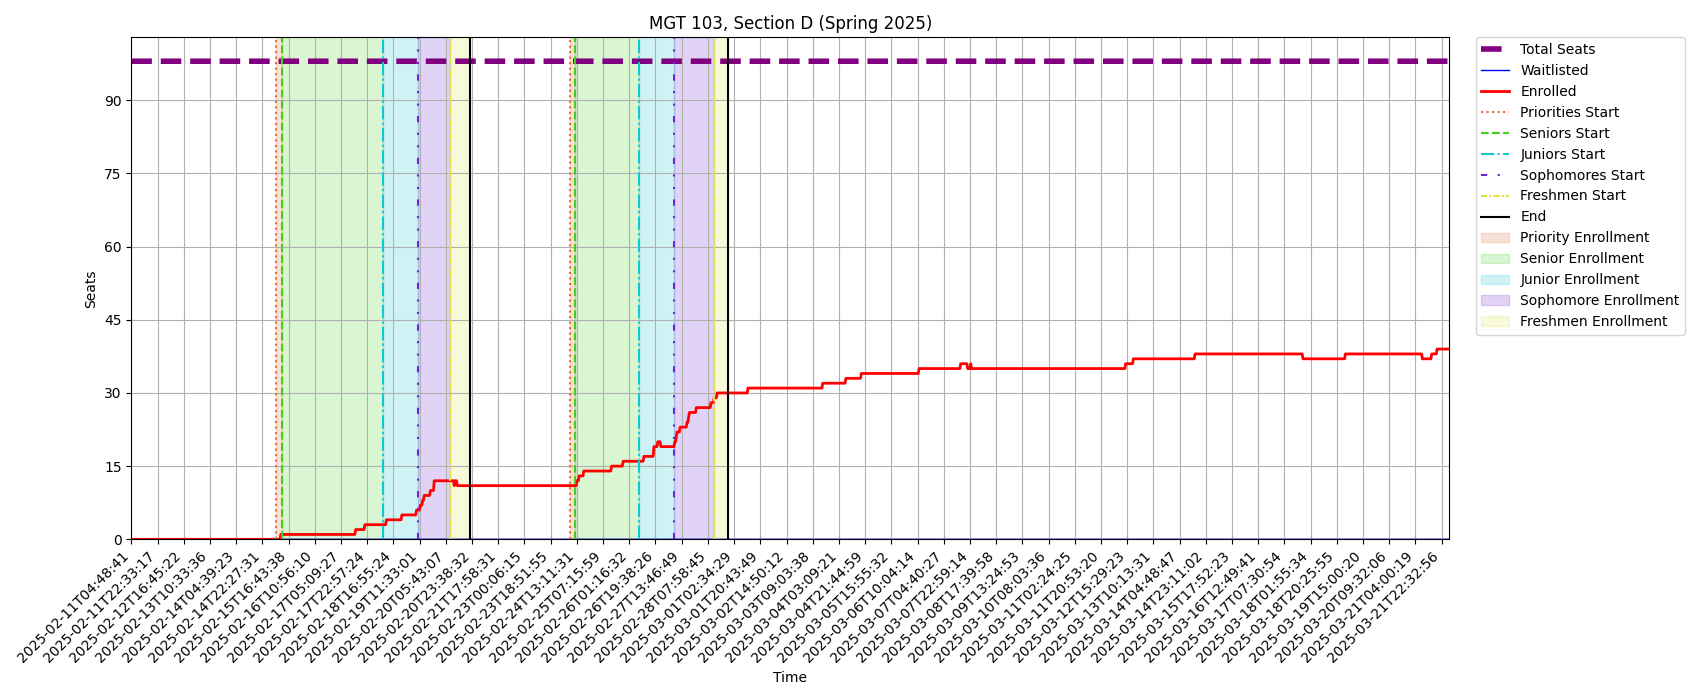 MGT 103, Section D (Spring 2025)
Total Seats
Waitlisted
Enrolled
Priorities Start
Seniors Start
Juniors Start
Sophomores Start
Freshmen Start
End
Priority Enrollment
Senior Enrollment
Junior Enrollment
Sophomore Enrollment
Freshmen Enrollment
Seats
90
75
60
45
30
15
0
2025-02-11T04:48:41
2025-02-11T22:33:17
2025-02-12T16:45:22
2025-02-13T10:33:36
2025-02-14T04:39:23
2025-02-14T22:27:31
2025-02-15T16:43:38
2025-02-16T10:56:10
2025-02-17T05:09:27
2025-02-17T22:57:24
2025-02-18T16:55:24
2025-02-19T11:33:01
2025-02-20T05:43:07
2025-02-20T23:38:32
2025-02-21T17:58:31
2025-02-23T00:06:15
2025-02-23T18:51:55
2025-02-24T13:11:31
2025-02-25T07:15:59
2025-02-26T01:16:32
2025-02-26T19:38:26
2025-02-27T13:46:49
2025-02-28T07:58:45
2025-03-01T02:34:29
2025-03-01T20:43:49
2025-03-02T14:50:12
2025-03-03T09:03:38
2025-03-04T03:09:21
2025-03-04T21:44:59
2025-03-05T15:55:32
2025-03-06T10:04:14
2025-03-07T04:40:27
2025-03-07T22:59:14
2025-03-08T17:39:58
2025-03-09T13:24:53
2025-03-10T08:03:36
2025-03-11T02:24:25
2025-03-11T20:53:20
2025-03-12T15:29:23
2025-03-13T10:13:31
2025-03-14T04:48:47
2025-03-14T23:11:02
2025-03-15T17:52:23
2025-03-16T12:49:41
2025-03-17T07:30:54
2025-03-18T01:55:34
2025-03-18T20:25:55
2025-03-19T15:00:20
2025-03-20T09:32:06
2025-03-21T04:00:19
2025-03-21T22:32:56
Time